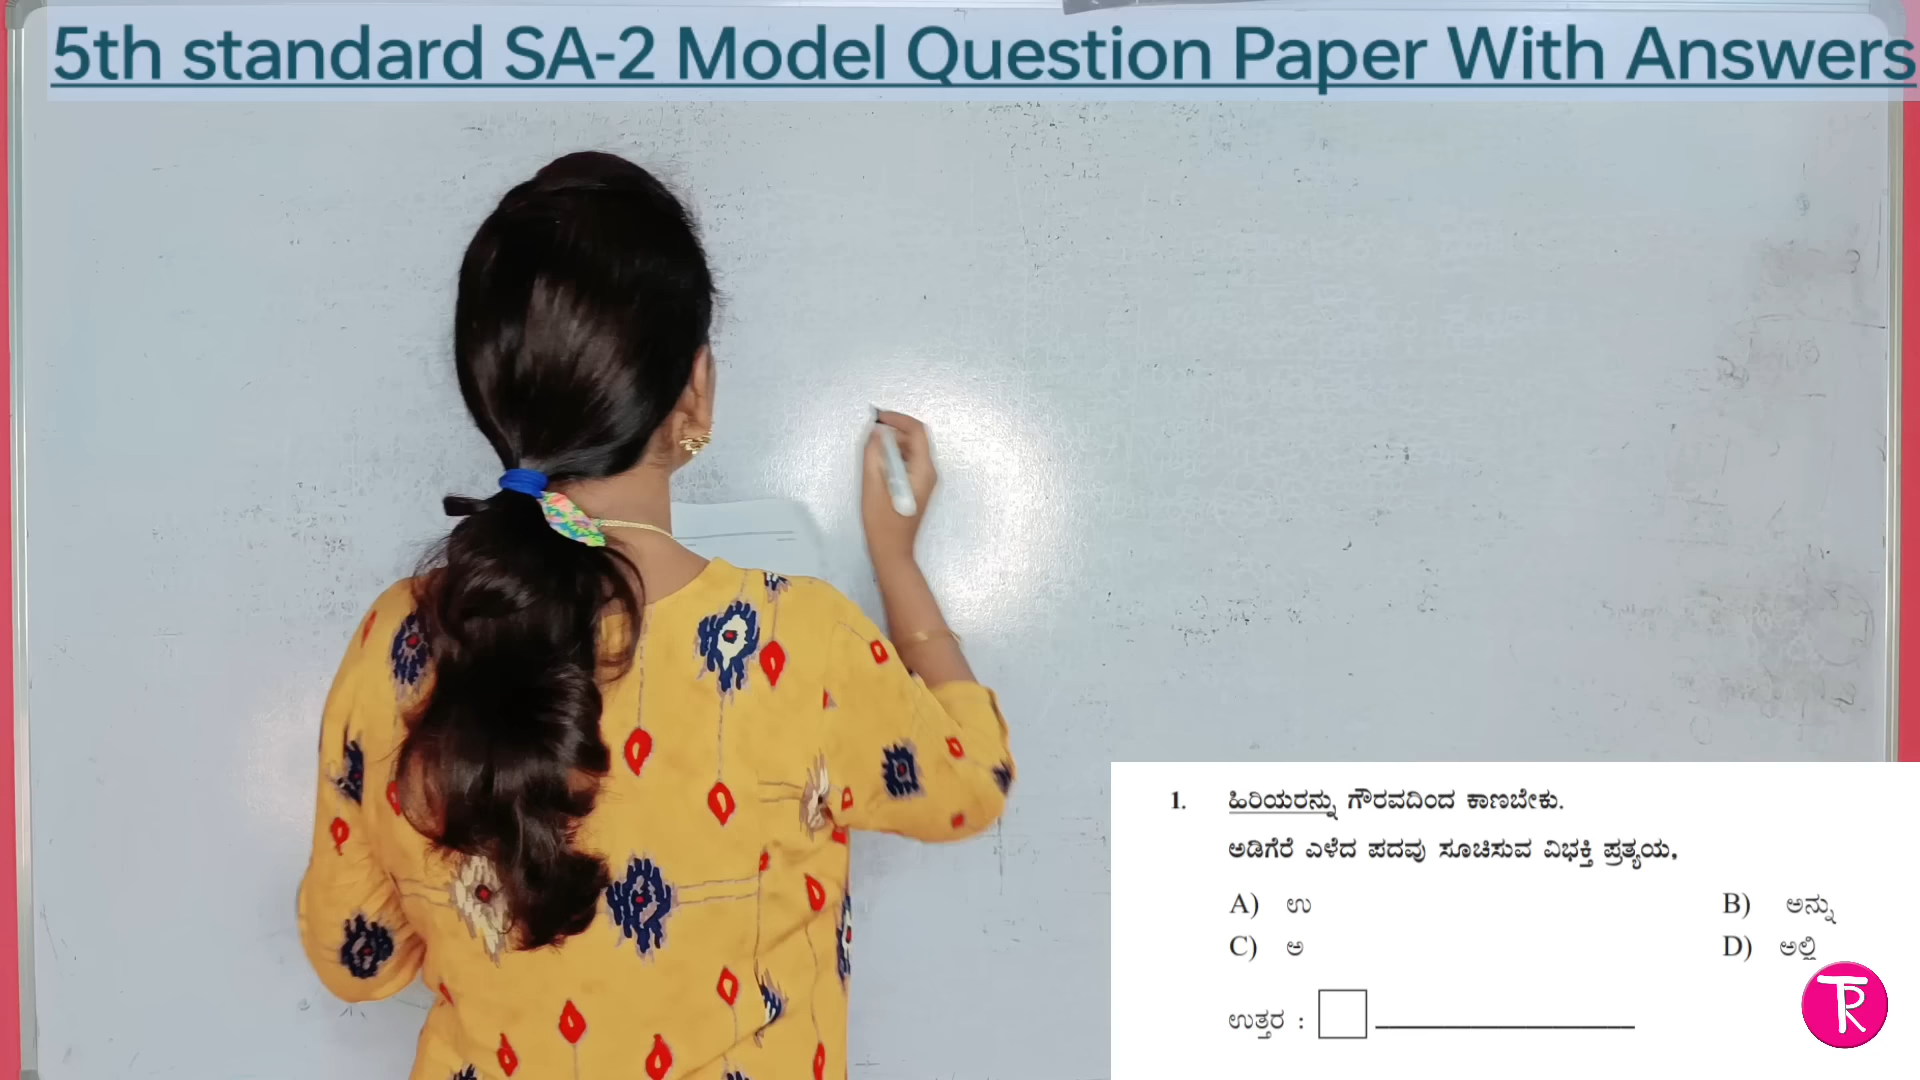 5th standard SA-2 Model Question Paper With Answers
1. ಹಿರಿಯರನ್ನು ಗೌರವದಿಂದ ಕಾಣಬೇಕು.
ಅಡಿಗೆರೆ ಎಳೆದ ಪದವು ಸೂಚಿಸುವ ವಿಭಕ್ತಿ ಪ್ರತ್ಯಯ,
A) ಉ B) ಅನ್ನು
C) ಅ D) ಅಲ್ಲಿ
ಉತ್ತರ :
TR